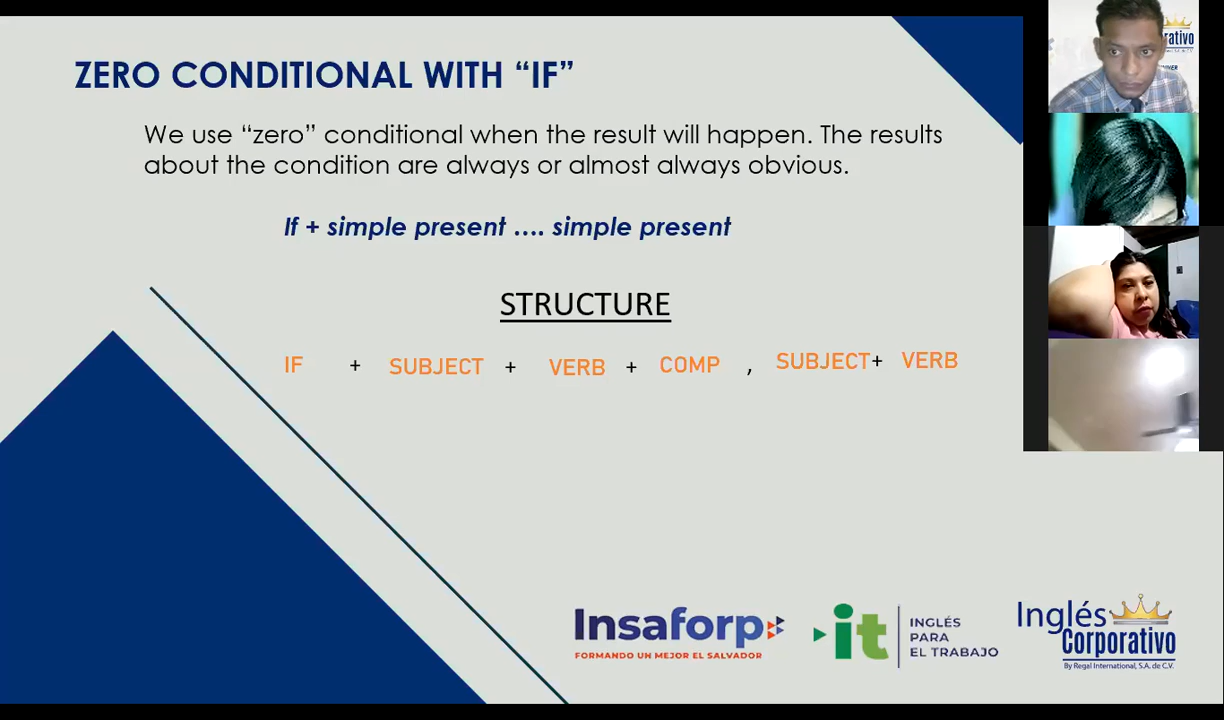 ZERO CONDITIONAL WITH “IF”
We use “zero” conditional when the result will happen. The results
about the condition are always or almost always obvious.
If + simple present .... simple present
STRUCTURE
IF + SUBJECT + VERB + COMP , SUBJECT+ VERB
Insaforp
FORMANDO UN MEJOR EL SALVADOR
it
INGLÉS
PARA
EL TRABAJO
Inglés
Corporativo
By Regal International, S.A. de C.V.